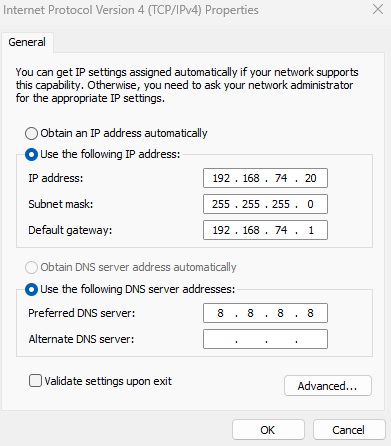 Internet Protocol Version 4 (TCP/IPv4) Properties
General
You can get IP settings assigned automatically if your network supports
this capability. Otherwise, you need to ask your network administrator
for the appropriate IP settings.
Obtain an IP address automatically
Use the following IP address:
IP address: 192 . 168 . 74 . 20
Subnet mask: 255 . 255 . 255 . 0
Default gateway: 192 . 168 . 74 . 1
Obtain DNS server address automatically
Use the following DNS server addresses:
Preferred DNS server: 8 . 8 . 8 . 8
Alternate DNS server: . . .
Validate settings upon exit Advanced...
OK Cancel